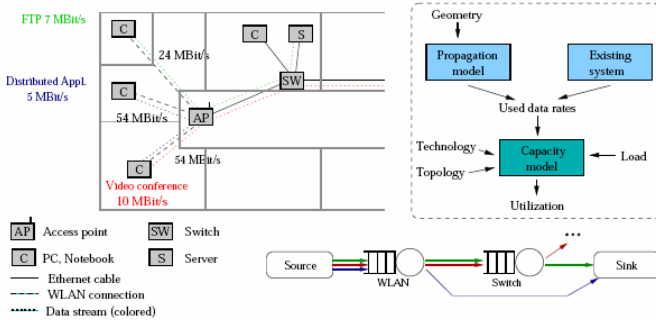 FTP 7 MBit/s
C
C
S
24 MBit/s
SW
Distributed Appl.
5 MBit/s
C
54 MBit/s
AP
54 MBit/s
C
Video conference
10 MBit/s
AP
Access point
SW
Switch
C
PC, Notebook
S
Server
Ethernet cable
WLAN connection
Data stream (colored)
Geometry
Propagation
model
Existing
system
Used data rates
Technology
Topology
Capacity
model
Load
Utilization
Source
WLAN
Switch
...
Sink